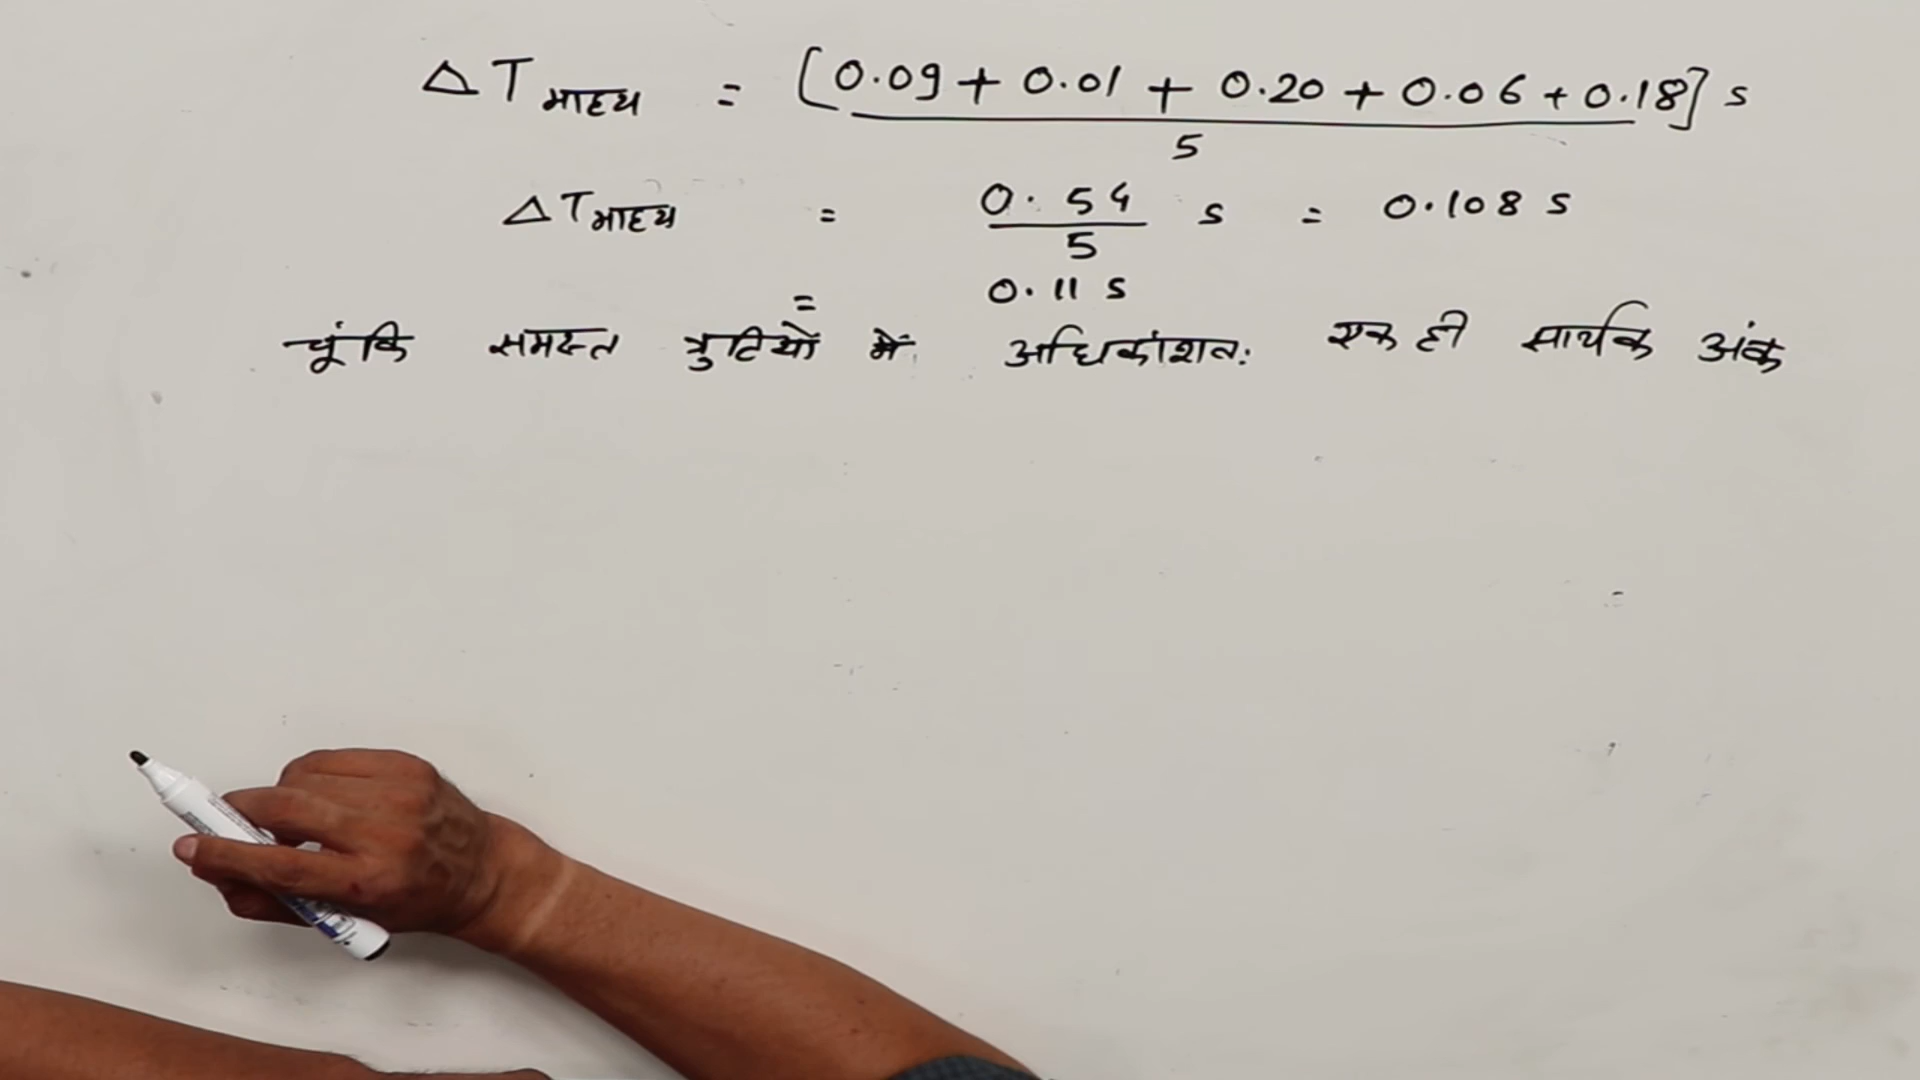 ΔT माध्य = [0.09 + 0.01 + 0.20 + 0.06 + 0.18] s
5
ΔT माध्य = 0.54 s = 0.108 s
5
= 0.11 s
चूंकि समस्त त्रुटियों में अधिकांशतः एक ही सार्थक अंक